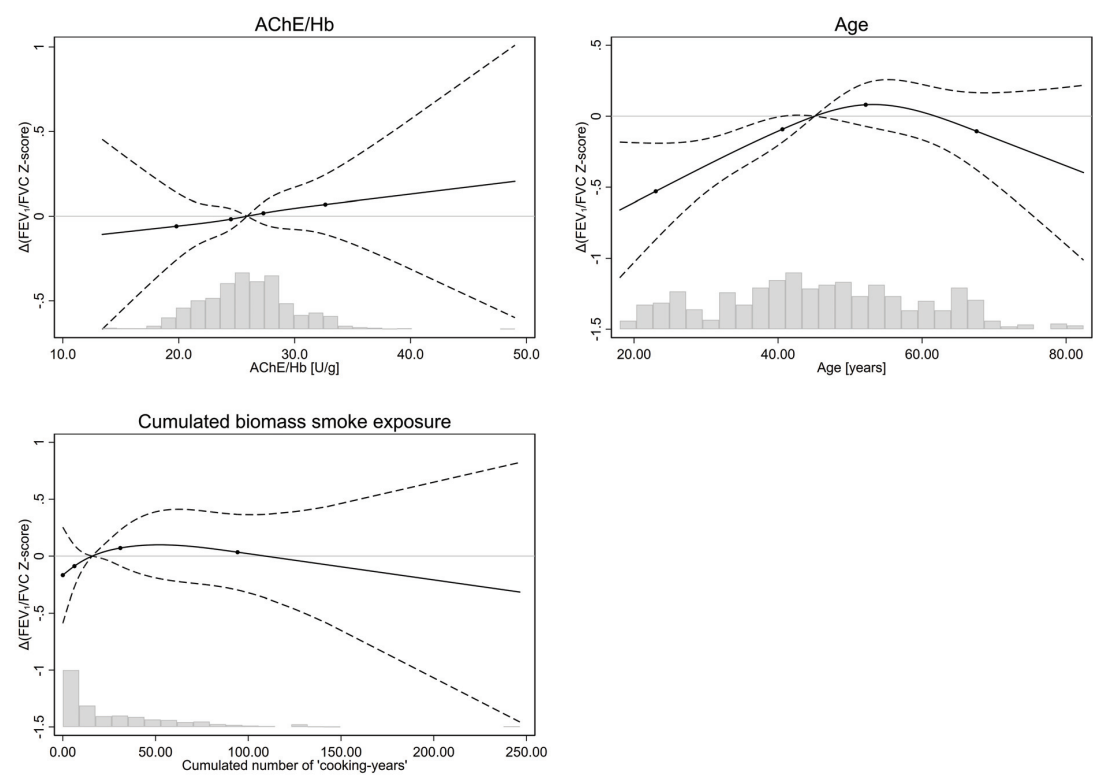 AChE/Hb
Δ(FEV₁/FVC Z-score)
1
.5
0
-.5
10.0 20.0 30.0 40.0 50.0
AChE/Hb [U/g]
Age
Δ(FEV₁/FVC Z-score)
.5
0
-.5
-1
-1.5
20.00 40.00 60.00 80.00
Age [years]
Cumulated biomass smoke exposure
Δ(FEV₁/FVC Z-score)
1
.5
0
-.5
-1
-1.5
0.00 50.00 100.00 150.00 200.00 250.00
Cumulated number of 'cooking-years'